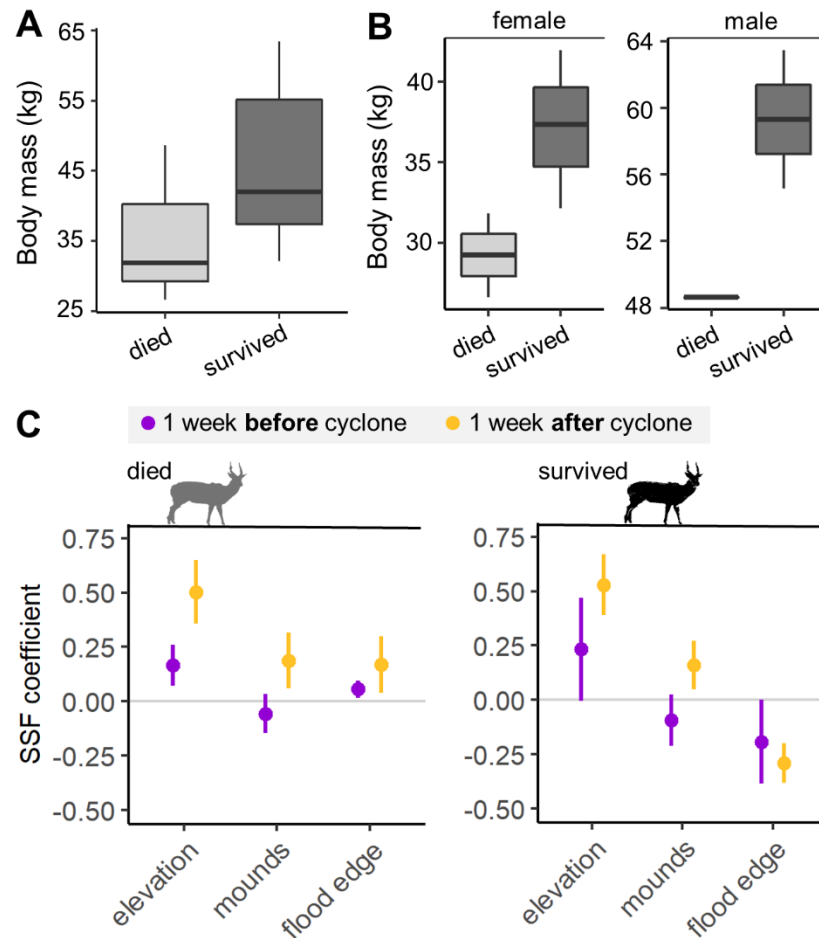 A
Body mass (kg)
65
55
45
35
25
died
survived
B
female
male
Body mass (kg)
40
35
30
died
survived
64
60
56
52
48
died
survived
C
1 week before cyclone
1 week after cyclone
died
survived
SSF coefficient
0.75
0.50
0.25
0.00
-0.25
-0.50
elevation
mounds
flood edge
0.75
0.50
0.25
0.00
-0.25
-0.50
elevation
mounds
flood edge